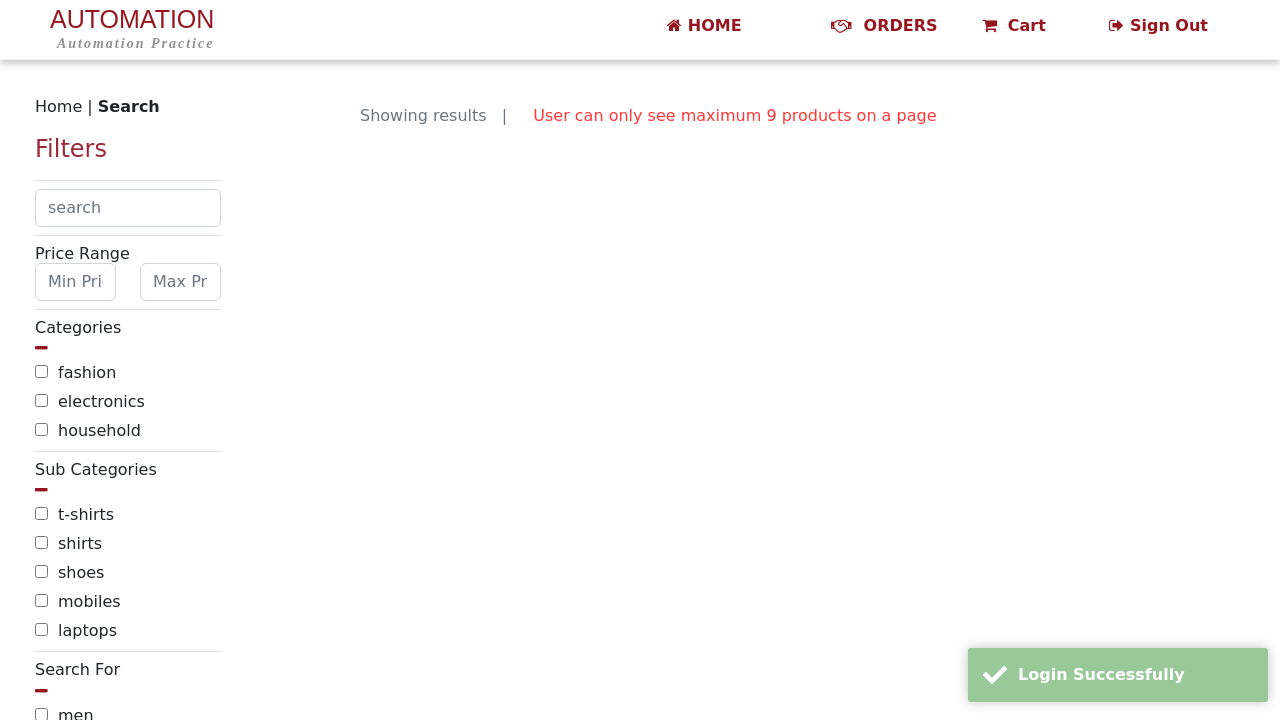 AUTOMATION
Automation Practice
HOME
ORDERS
Cart
Sign Out
Home | Search
Showing results |
User can only see maximum 9 products on a page
Filters
search
Price Range
Min Pri
Max Pr
Categories
fashion
electronics
household
Sub Categories
t-shirts
shirts
shoes
mobiles
laptops
Search For
men
Login Successfully